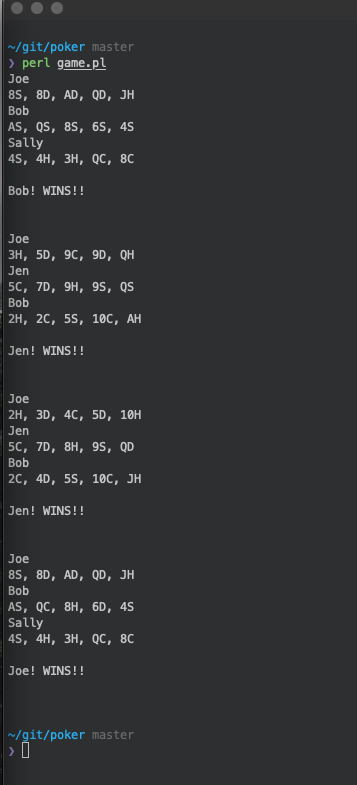 ~/git/poker master
❯ perl game.pl
Joe
8S, 8D, AD, QD, JH
Bob
AS, QS, 8S, 6S, 4S
Sally
4S, 4H, 3H, QC, 8C
Bob! WINS!!
Joe
3H, 5D, 9C, 9D, QH
Jen
5C, 7D, 9H, 9S, QS
Bob
2H, 2C, 5S, 10C, AH
Jen! WINS!!
Joe
2H, 3D, 4C, 5D, 10H
Jen
5C, 7D, 8H, 9S, QD
Bob
2C, 4D, 5S, 10C, JH
Jen! WINS!!
Joe
8S, 8D, AD, QD, JH
Bob
AS, QC, 8H, 6D, 4S
Sally
4S, 4H, 3H, QC, 8C
Joe! WINS!!
~/git/poker master
❯